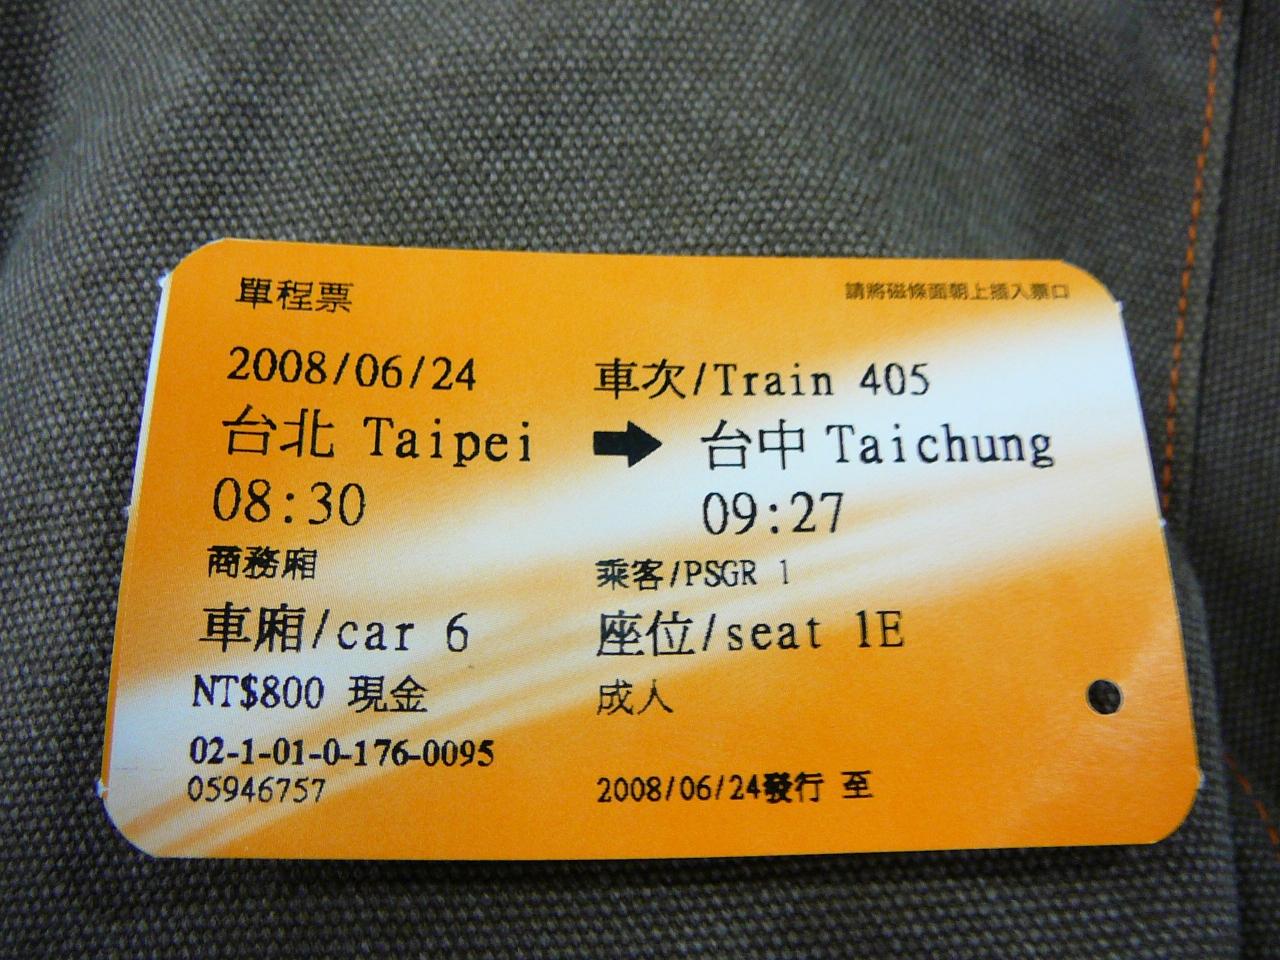 單程票
請將磁條面朝上插入票口
2008/06/24 車次/Train 405
台北 Taipei → 台中 Taichung
08:30 09:27
商務廂 乘客/PSGR 1
車廂/car 6 座位/seat 1E
NT$800 現金 成人
02-1-01-0-176-0095
05946757 2008/06/24發行 至